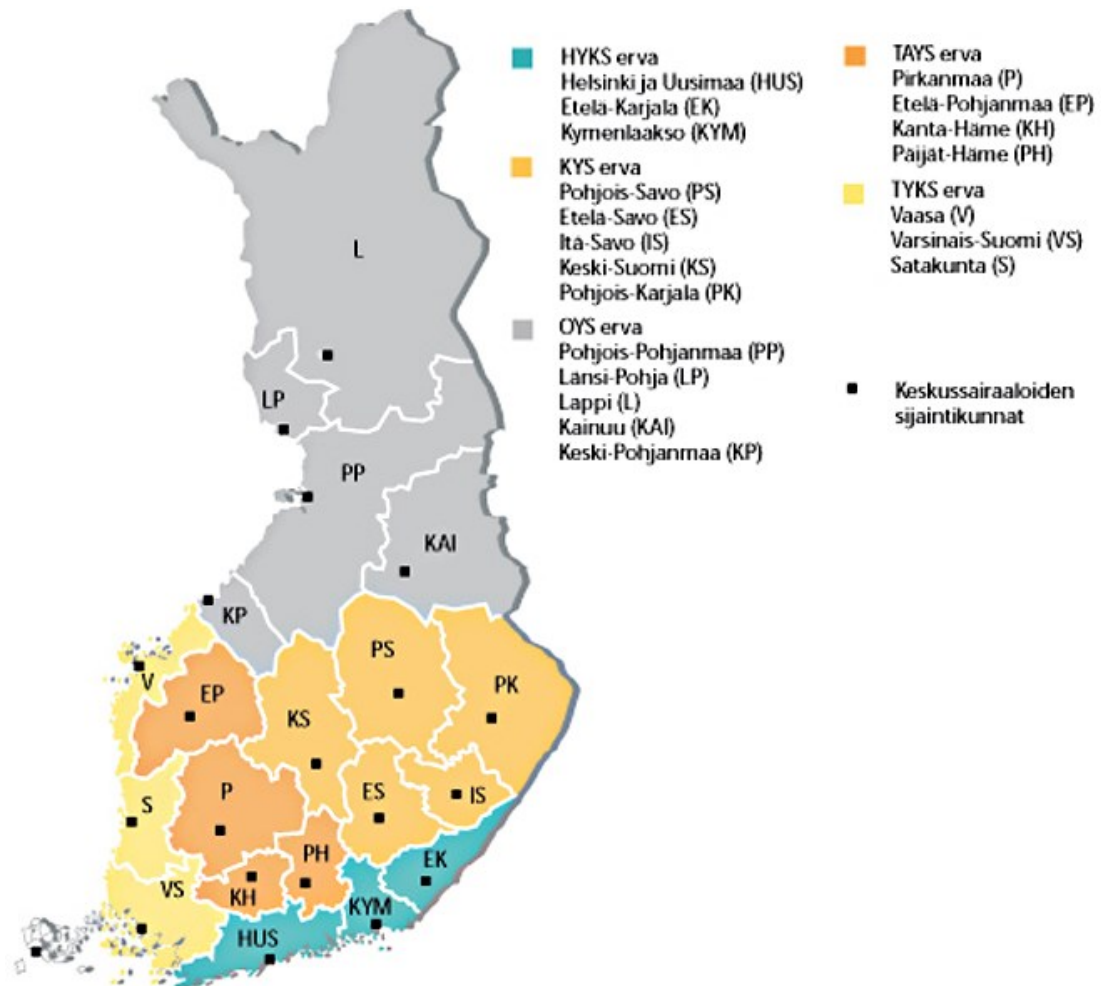 HYKS erva
Helsinki ja Uusimaa (HUS)
Etelä-Karjala (EK)
Kymenlaakso (KYM)
KYS erva
Pohjois-Savo (PS)
Etelä-Savo (ES)
Itä-Savo (IS)
Keski-Suomi (KS)
Pohjois-Karjala (PK)
OYS erva
Pohjois-Pohjanmaa (PP)
Länsi-Pohja (LP)
Lappi (L)
Kainuu (KAI)
Keski-Pohjanmaa (KP)
TAYS erva
Pirkanmaa (P)
Etelä-Pohjanmaa (EP)
Kanta-Häme (KH)
Päijät-Häme (PH)
TYKS erva
Vaasa (V)
Varsinais-Suomi (VS)
Satakunta (S)
Keskussairaaloiden
sijaintikunnat
L
LP
PP
KAI
KP
PS
V
EP
PK
KS
S
P
ES
IS
PH
EK
VS
KH
KYM
HUS